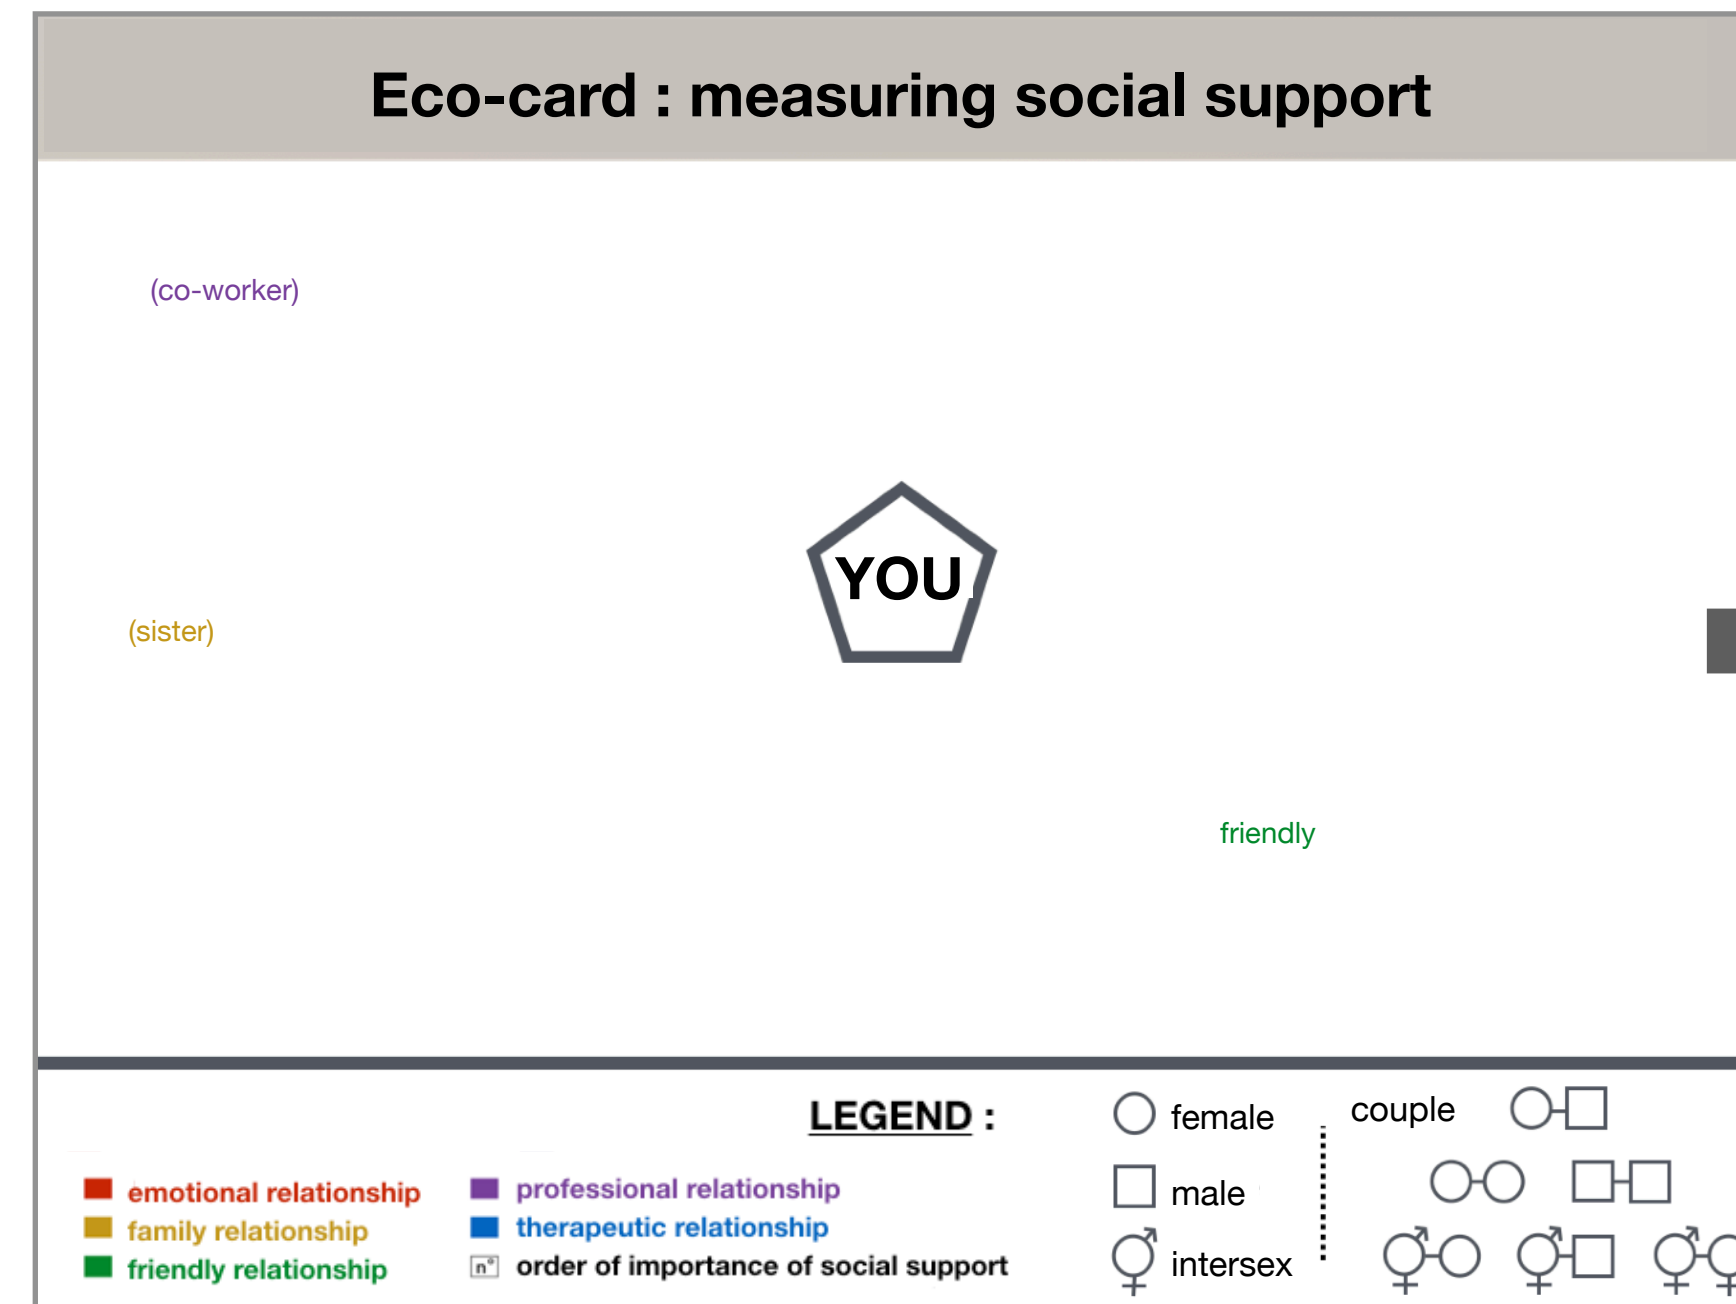 Eco-card : measuring social support
(co-worker)
YOU
(sister)
friendly
LEGEND :
emotional relationship
family relationship
friendly relationship
professional relationship
therapeutic relationship
n° order of importance of social support
female
male
intersex
couple